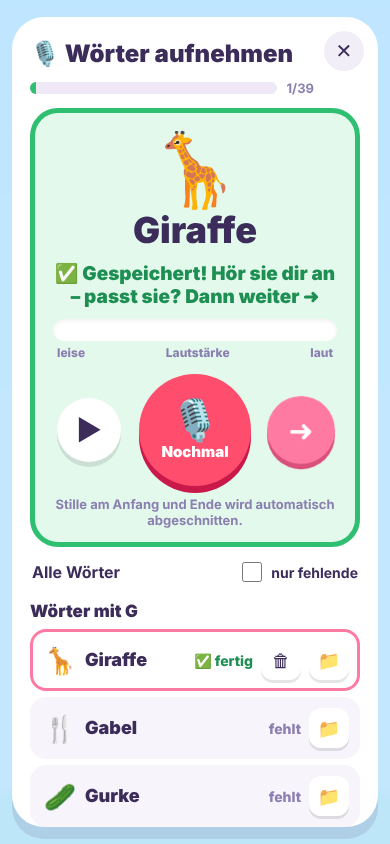 Wörter aufnehmen
1/39
Giraffe
Gespeichert! Hör sie dir an
– passt sie? Dann weiter ➜
leise Lautstärke laut
Nochmal
Stille am Anfang und Ende wird automatisch
abgeschnitten.
Alle Wörter nur fehlende
Wörter mit G
Giraffe fertig
Gabel fehlt
Gurke fehlt